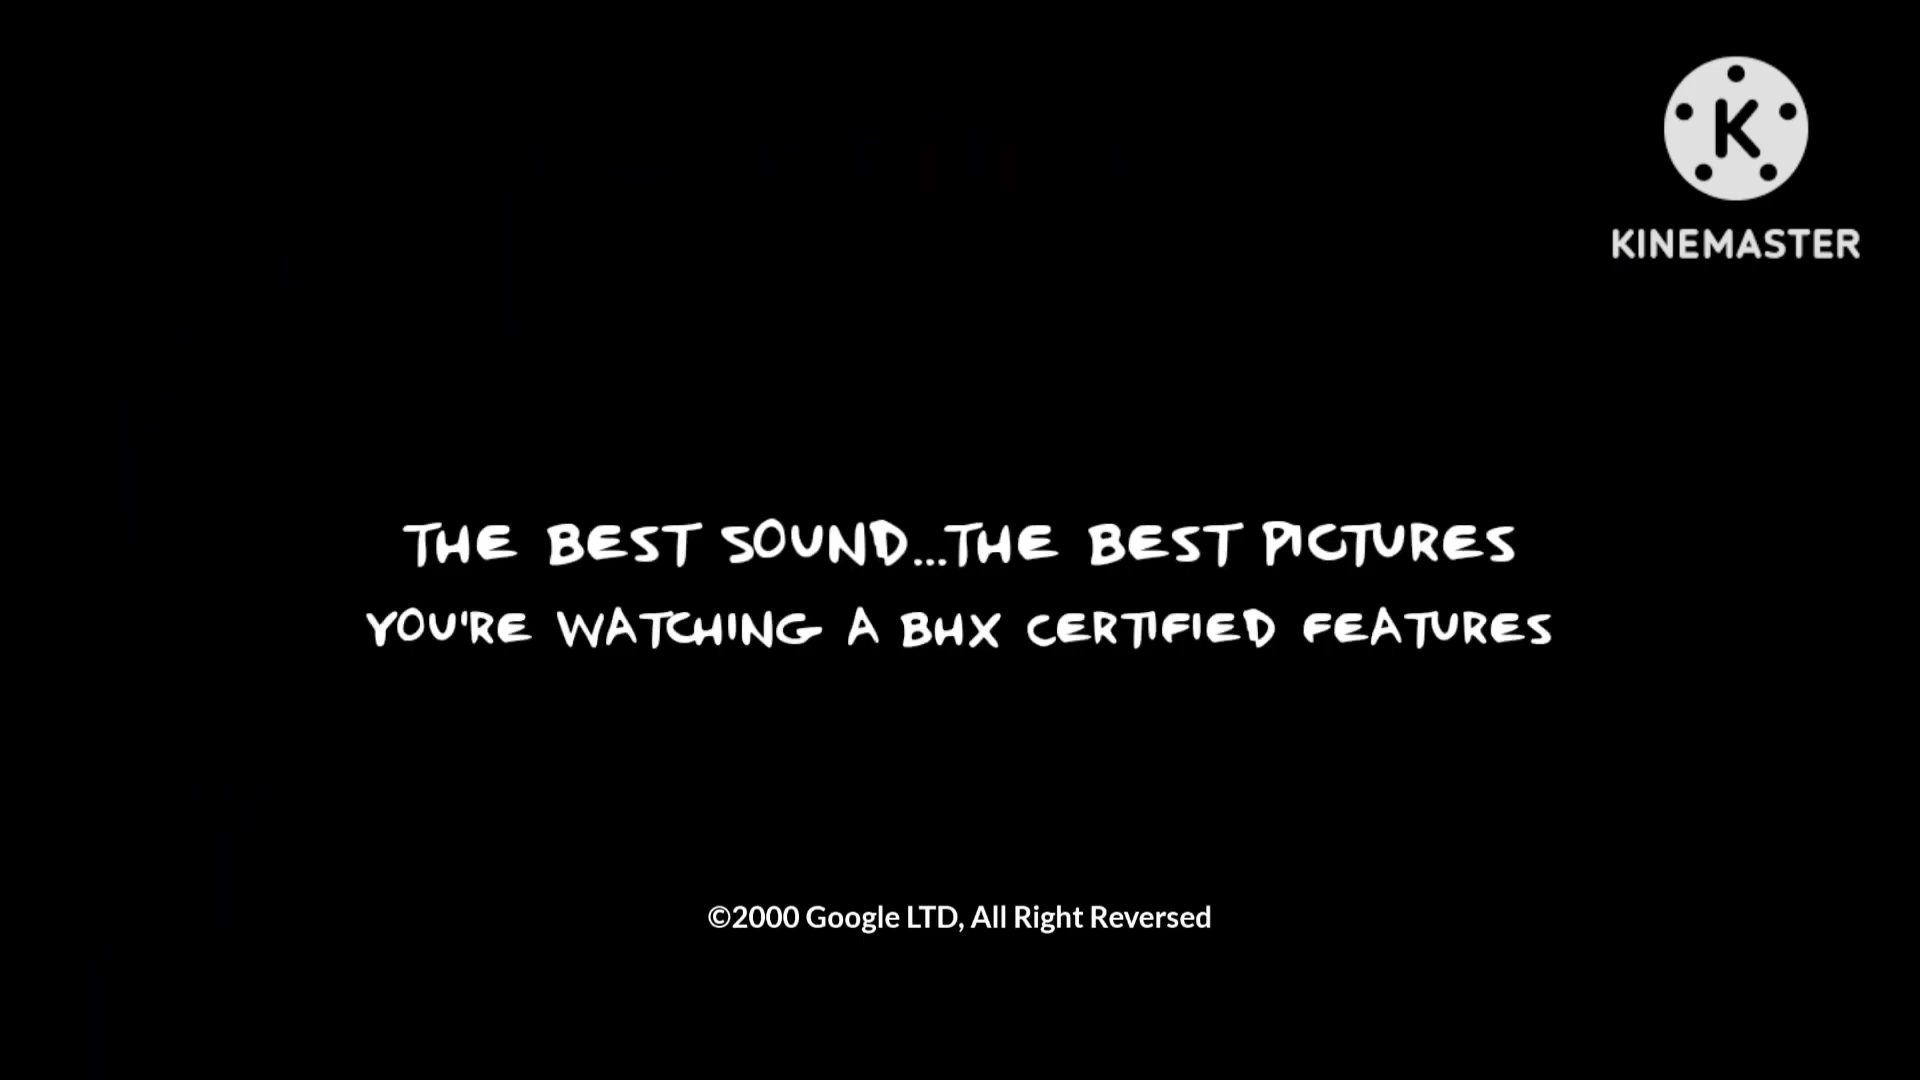 K
KINEMASTER
THE BEST SOUND...THE BEST PICTURES
YOU'RE WATCHING A BHX CERTIFIED FEATURES
©2000 Google LTD, All Right Reversed